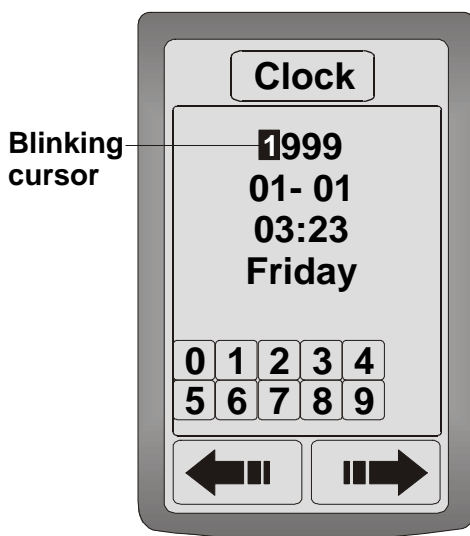 Clock
Blinking
cursor
1999
01- 01
03:23
Friday
0 1 2 3 4
5 6 7 8 9